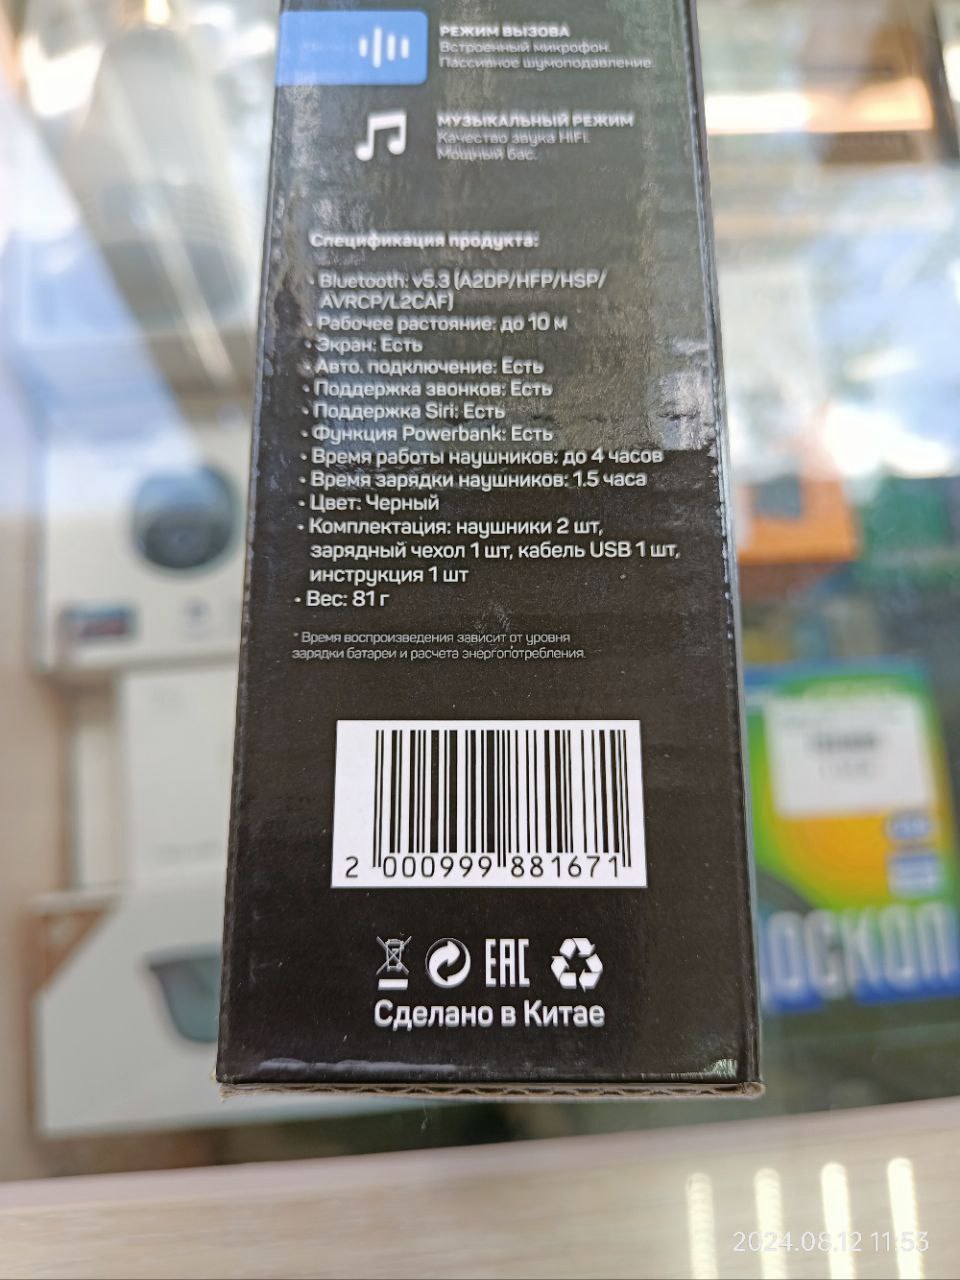 РЕЖИМ ВЫЗОВА
Встроенный микрофон.
Пассивное шумоподавление.
МУЗЫКАЛЬНЫЙ РЕЖИМ
Качество звука HIFI.
Мощный бас.
Спецификация продукта:
• Bluetooth: v5.3 (A2DP/HFP/HSP/
AVRCP/L2CAF)
• Рабочее растояние: до 10 м
• Экран: Есть
• Авто. подключение: Есть
• Поддержка звонков: Есть
• Поддержка Siri: Есть
• Функция Powerbank: Есть
• Время работы наушников: до 4 часов
• Время зарядки наушников: 1.5 часа
• Цвет: Черный
• Комплектация: наушники 2 шт,
зарядный чехол 1 шт, кабель USB 1 шт,
инструкция 1 шт
• Вес: 81 г
* Время воспроизведения зависит от уровня
зарядки батареи и расчета энергопотребления.
2 000999 881671
EAC
Сделано в Китае
2024.08.12 11:53